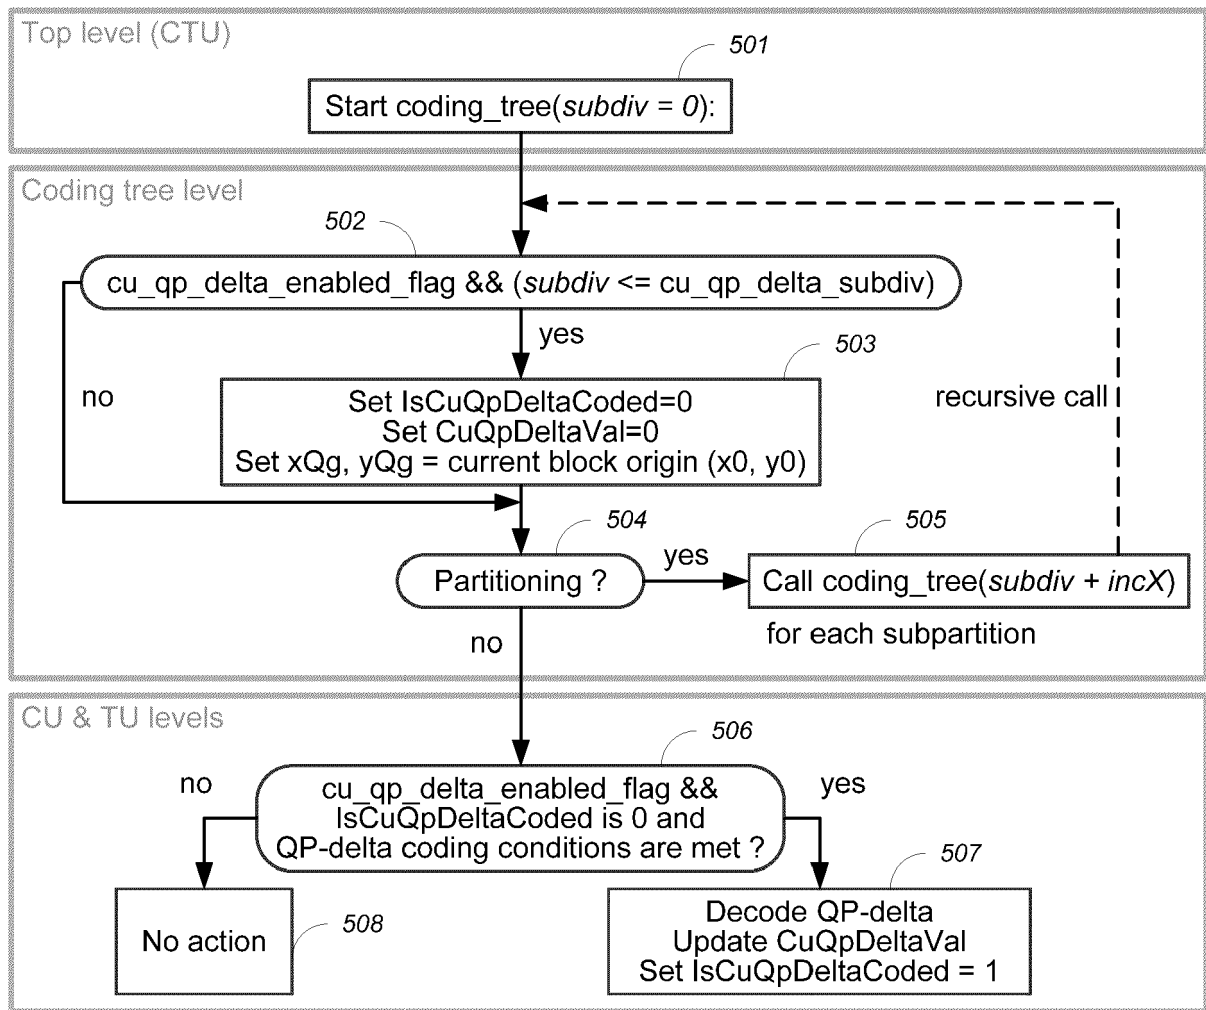 Top level (CTU)
501
Start coding_tree(subdiv = 0):
Coding tree level
502
cu_qp_delta_enabled_flag && (subdiv <= cu_qp_delta_subdiv)
yes
503
no
Set IsCuQpDeltaCoded=0
Set CuQpDeltaVal=0
Set xQg, yQg = current block origin (x0, y0)
recursive call
504
505
Partitioning ?
yes
Call coding_tree(subdiv + incX)
for each subpartition
no
CU & TU levels
506
no
cu_qp_delta_enabled_flag &&
IsCuQpDeltaCoded is 0 and
QP-delta coding conditions are met ?
yes
507
No action
508
Decode QP-delta
Update CuQpDeltaVal
Set IsCuQpDeltaCoded = 1